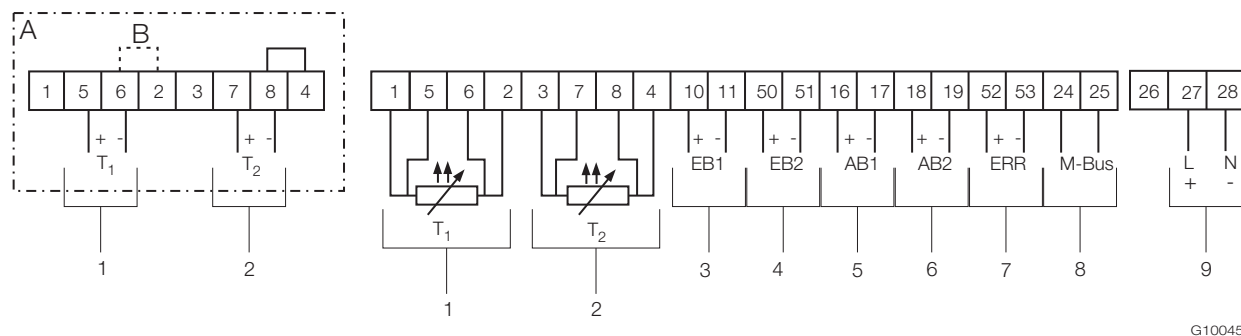 A
B
1 5 6 2 3 7 8 4
+ - + -
T1 T2
1 2
1 5 6 2 3 7 8 4 10 11 50 51 16 17 18 19 52 53 24 25
+ - + - + - + - + -
EB1 EB2 AB1 AB2 ERR M-Bus
T1 T2
1 2 3 4 5 6 7 8
26 27 28
L N
+ -
9
G10045